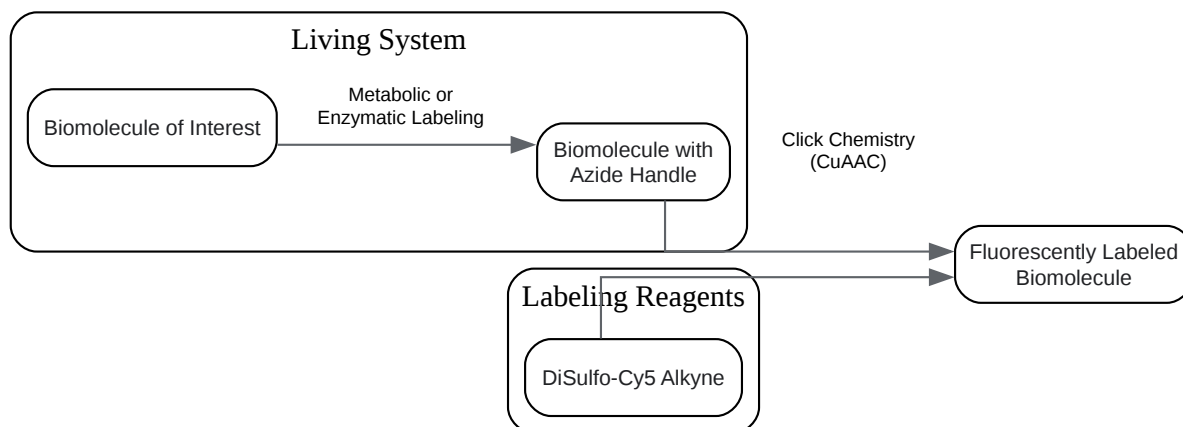 Living System
Biomolecule of Interest
Metabolic or
Enzymatic Labeling
Biomolecule with
Azide Handle
Click Chemistry
(CuAAC)
Fluorescently Labeled
Biomolecule
Labeling Reagents
DiSulfo-Cy5 Alkyne